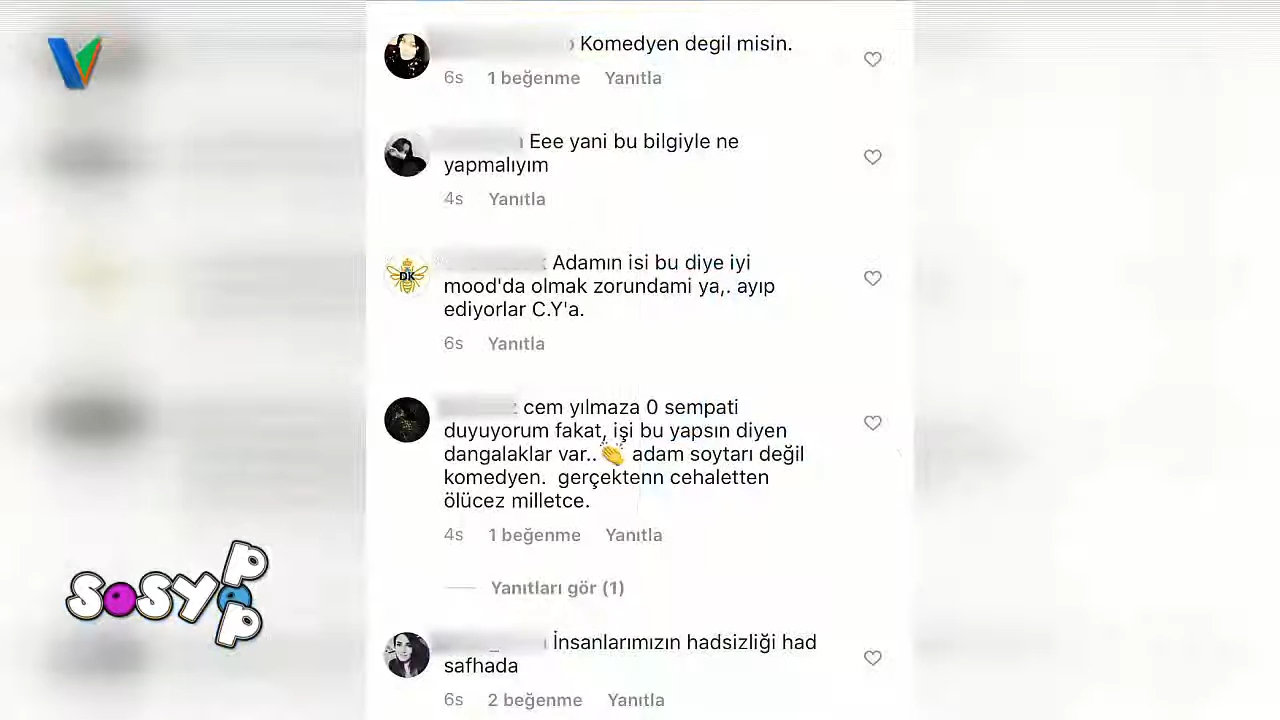 Komedyen degil misin.
6s 1 beğenme Yanıtla
Eee yani bu bilgiyle ne
yapmalıyım
4s Yanıtla
Adamın isi bu diye iyi
mood'da olmak zorundami ya,. ayıp
ediyorlar C.Y'a.
6s Yanıtla
DK
cem yılmaza 0 sempati
duyuyorum fakat, işi bu yapsın diyen
dangalaklar var..👏 adam soytarı değil
komedyen.  gerçektenn cehaletten
ölücez milletce.
4s 1 beğenme Yanıtla
Yanıtları gör (1)
İnsanlarımızın hadsizliği had
safhada
6s 2 beğenme Yanıtla
V
SOSYPOP